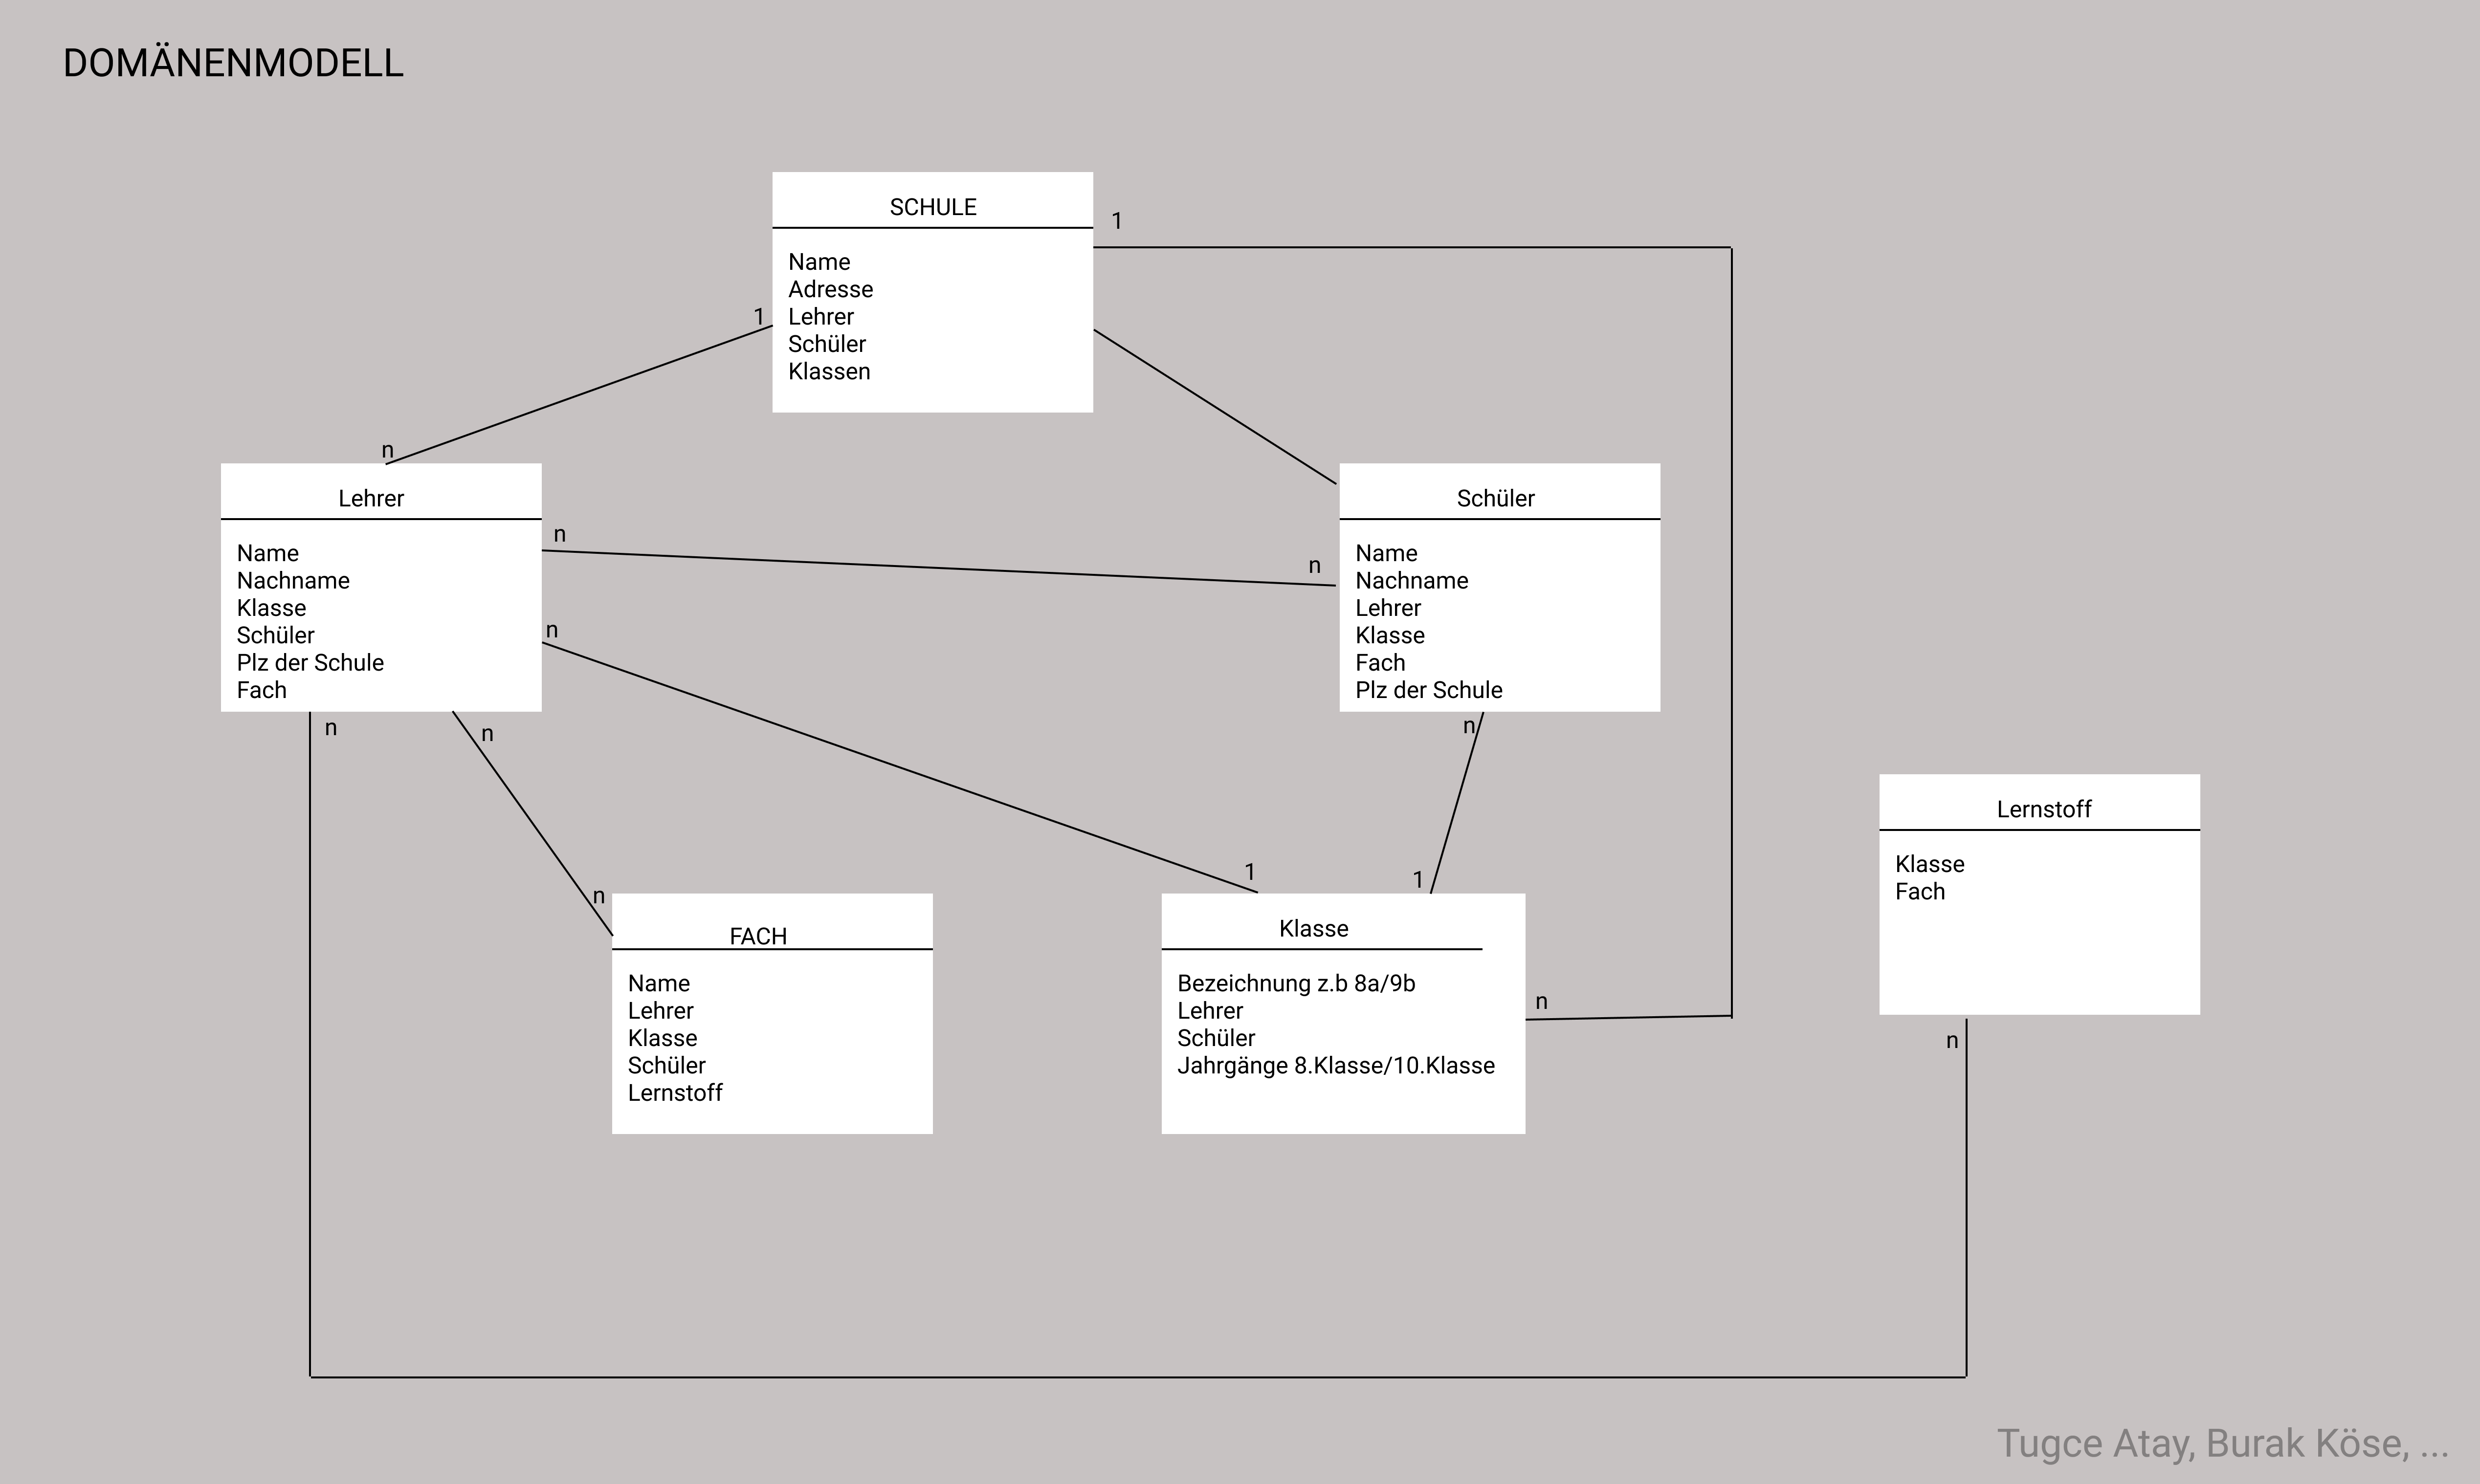 DOMÄNENMODELL
SCHULE
1
Name
Adresse
1
Lehrer
Schüler
Klassen
n
Lehrer
n
Name
Nachname
Klasse
Schüler
Plz der Schule
Fach
n
n
n
Schüler
n
Name
Nachname
Lehrer
Klasse
Fach
Plz der Schule
n
1
1
n
FACH
Name
Lehrer
Klasse
Schüler
Lernstoff
Klasse
Bezeichnung z.b 8a/9b
Lehrer
Schüler
Jahrgänge 8.Klasse/10.Klasse
n
Lernstoff
Klasse
Fach
n
Tugce Atay, Burak Köse, ...